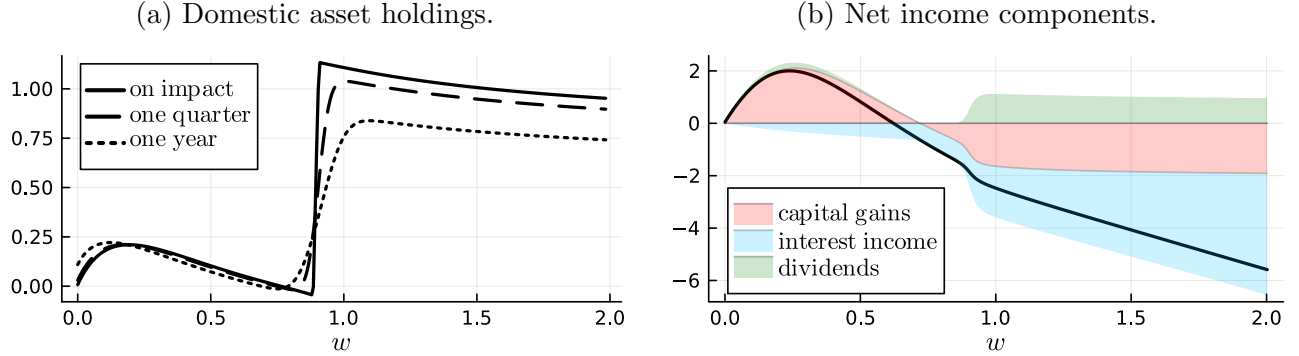 (a) Domestic asset holdings.
1.00
0.75
0.50
0.25
0.00
on impact
one quarter
one year
0.0 0.5 1.0 1.5 2.0
w
(b) Net income components.
2
0
−2
−4
−6
capital gains
interest income
dividends
0.0 0.5 1.0 1.5 2.0
w